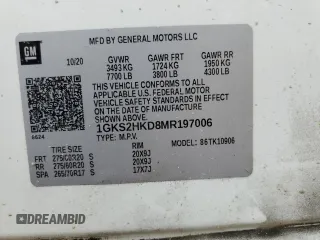 GM
MFD BY GENERAL MOTORS LLC
10/20 GVWR GAWR FRT GAWR RR
3493 KG 1724 KG 1950 KG
7700 LB 3800 LB 4300 LB
THIS VEHICLE CONFORMS TO ALL
APPLICABLE U.S. FEDERAL MOTOR
VEHICLE SAFETY STANDARDS IN
EFFECT ON THE DATE OF
MANUFACTURE SHOWN ABOVE.
1GKS2HKD8MR197006
TYPE: M.P.V.
TIRE SIZE RIM
FRT 275/60R20 S 20X9J
RR 275/60R20 S 20X9J
SPA 265/70R17 S 17X7J